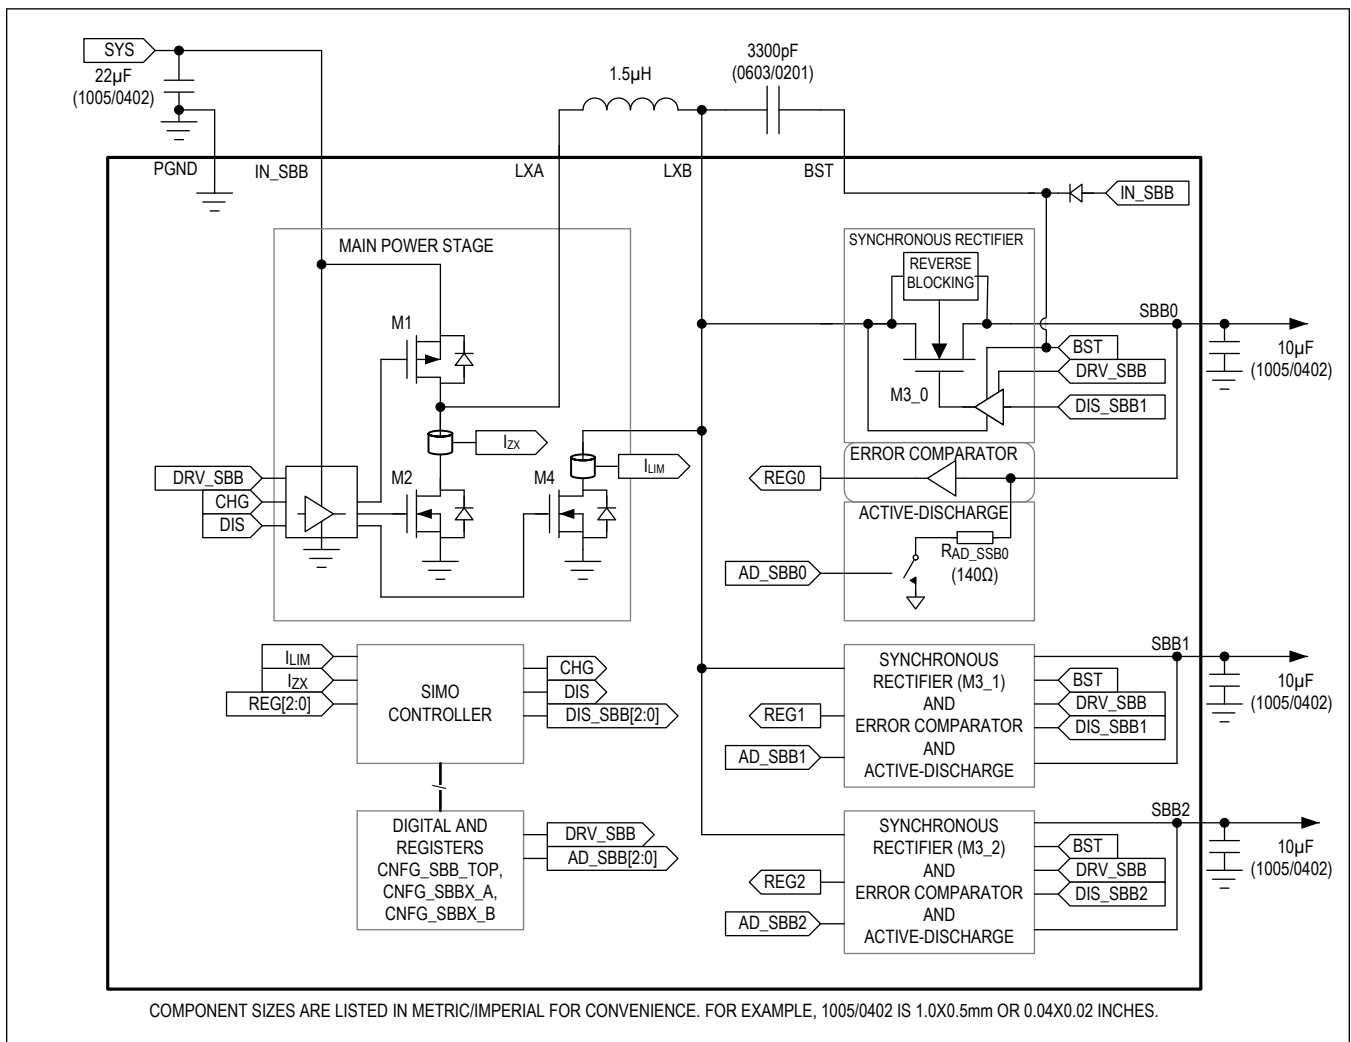 SYS
22µF
(1005/0402)
1.5µH
3300pF
(0603/0201)
PGND
IN_SBB
LXA
LXB
BST
IN_SBB
MAIN POWER STAGE
M1
IZX
DRV_SBB
CHG
DIS
M2
M4
ILIM
SYNCHRONOUS RECTIFIER
REVERSE
BLOCKING
M3_0
BST
DRV_SBB
DIS_SBB1
SBB0
10µF
(1005/0402)
ERROR COMPARATOR
REG0
ACTIVE-DISCHARGE
RAD_SSB0
(140Ω)
AD_SBB0
ILIM
IZX
REG[2:0]
SIMO
CONTROLLER
CHG
DIS
DIS_SBB[2:0]
DIGITAL AND
REGISTERS
CNFG_SBB_TOP,
CNFG_SBBX_A,
CNFG_SBBX_B
DRV_SBB
AD_SBB[2:0]
REG1
AD_SBB1
SYNCHRONOUS
RECTIFIER (M3_1)
AND
ERROR COMPARATOR
AND
ACTIVE-DISCHARGE
BST
DRV_SBB
DIS_SBB1
SBB1
10µF
(1005/0402)
REG2
AD_SBB2
SYNCHRONOUS
RECTIFIER (M3_2)
AND
ERROR COMPARATOR
AND
ACTIVE-DISCHARGE
BST
DRV_SBB
DIS_SBB2
SBB2
10µF
(1005/0402)
COMPONENT SIZES ARE LISTED IN METRIC/IMPERIAL FOR CONVENIENCE. FOR EXAMPLE, 1005/0402 IS 1.0X0.5mm OR 0.04X0.02 INCHES.